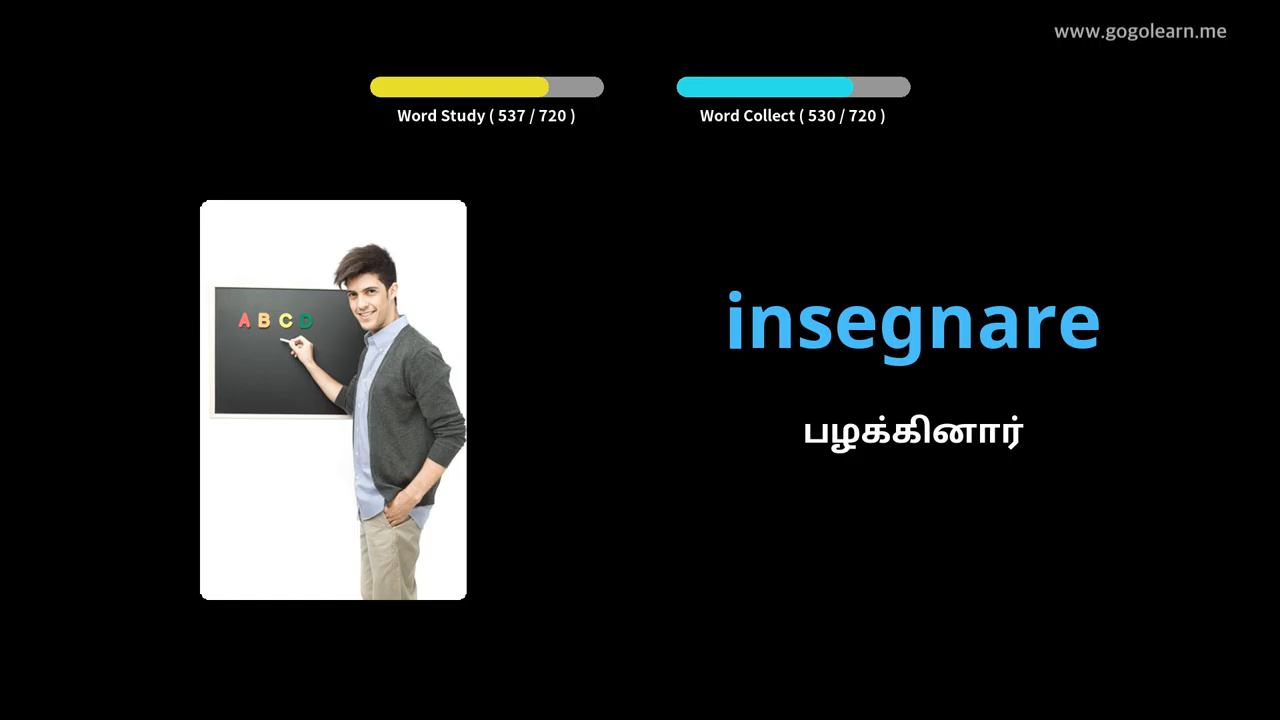 www.gogolearn.me
Word Study ( 537 / 720 )
Word Collect ( 530 / 720 )
A B C D
insegnare
பழக்கினார்